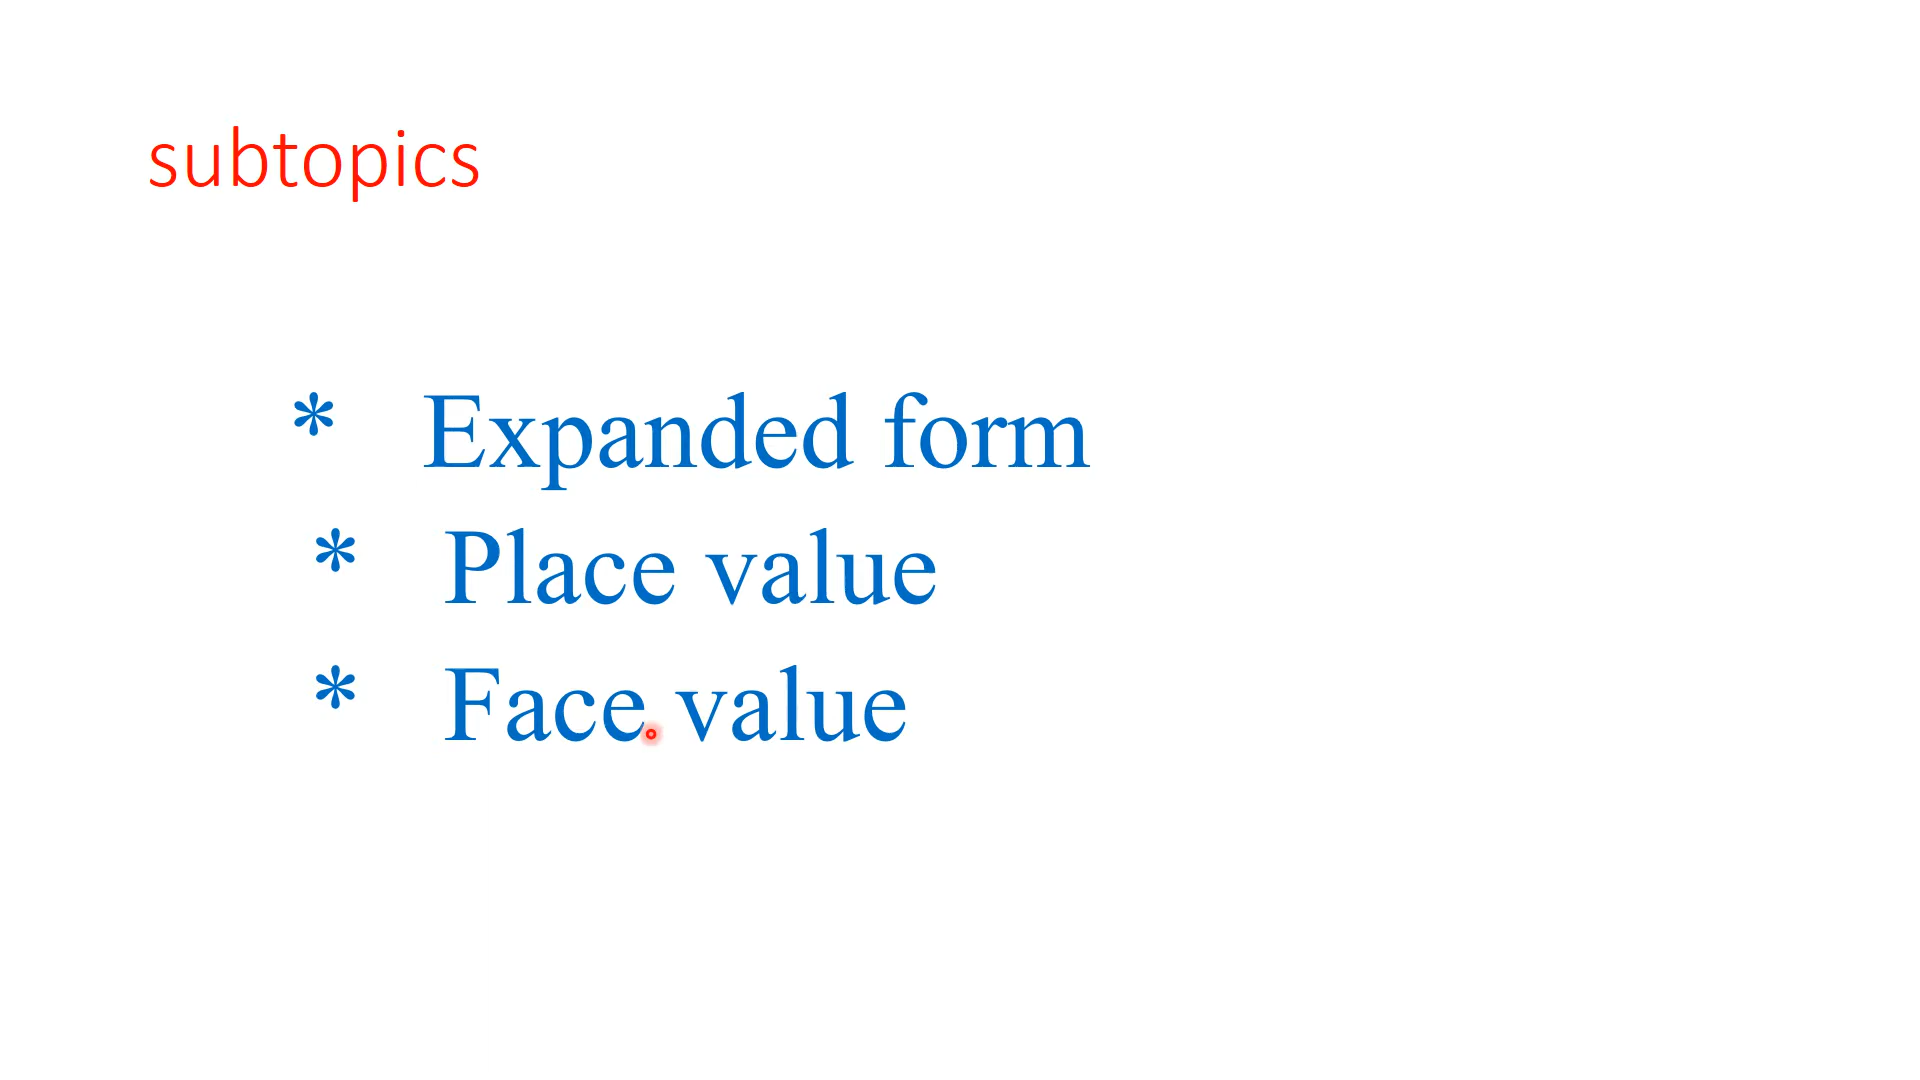 subtopics
* Expanded form
* Place value
* Face value